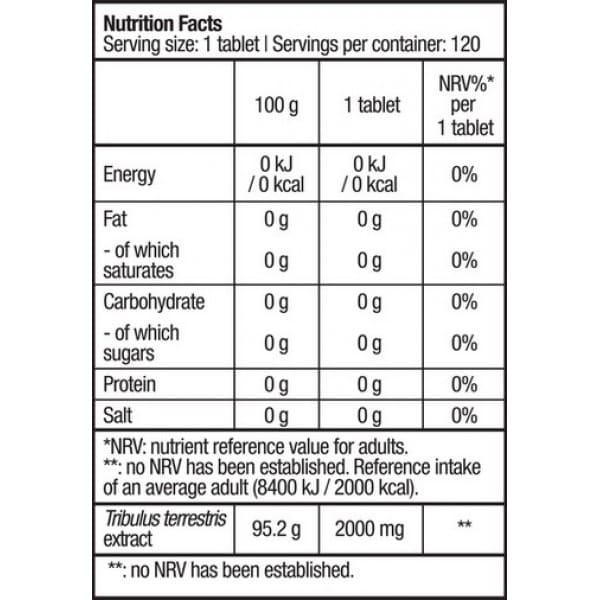 Nutrition Facts
Serving size: 1 tablet | Servings per container: 120
100 g 1 tablet NRV%* per 1 tablet
Energy 0 kJ / 0 kcal 0 kJ / 0 kcal 0%
Fat 0 g 0 g 0%
- of which saturates 0 g 0 g 0%
Carbohydrate 0 g 0 g 0%
- of which sugars 0 g 0 g 0%
Protein 0 g 0 g 0%
Salt 0 g 0 g 0%
*NRV: nutrient reference value for adults.
**: no NRV has been established. Reference intake
of an average adult (8400 kJ / 2000 kcal).
Tribulus terrestris extract 95.2 g 2000 mg **
**: no NRV has been established.